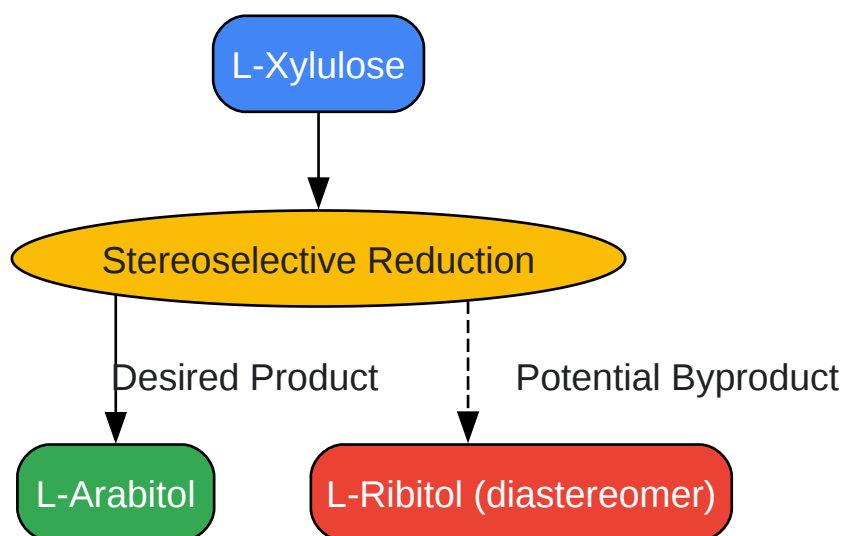 L-Xylulose
Stereoselective Reduction
Desired Product
Potential Byproduct
L-Arabitol
L-Ribitol (diastereomer)